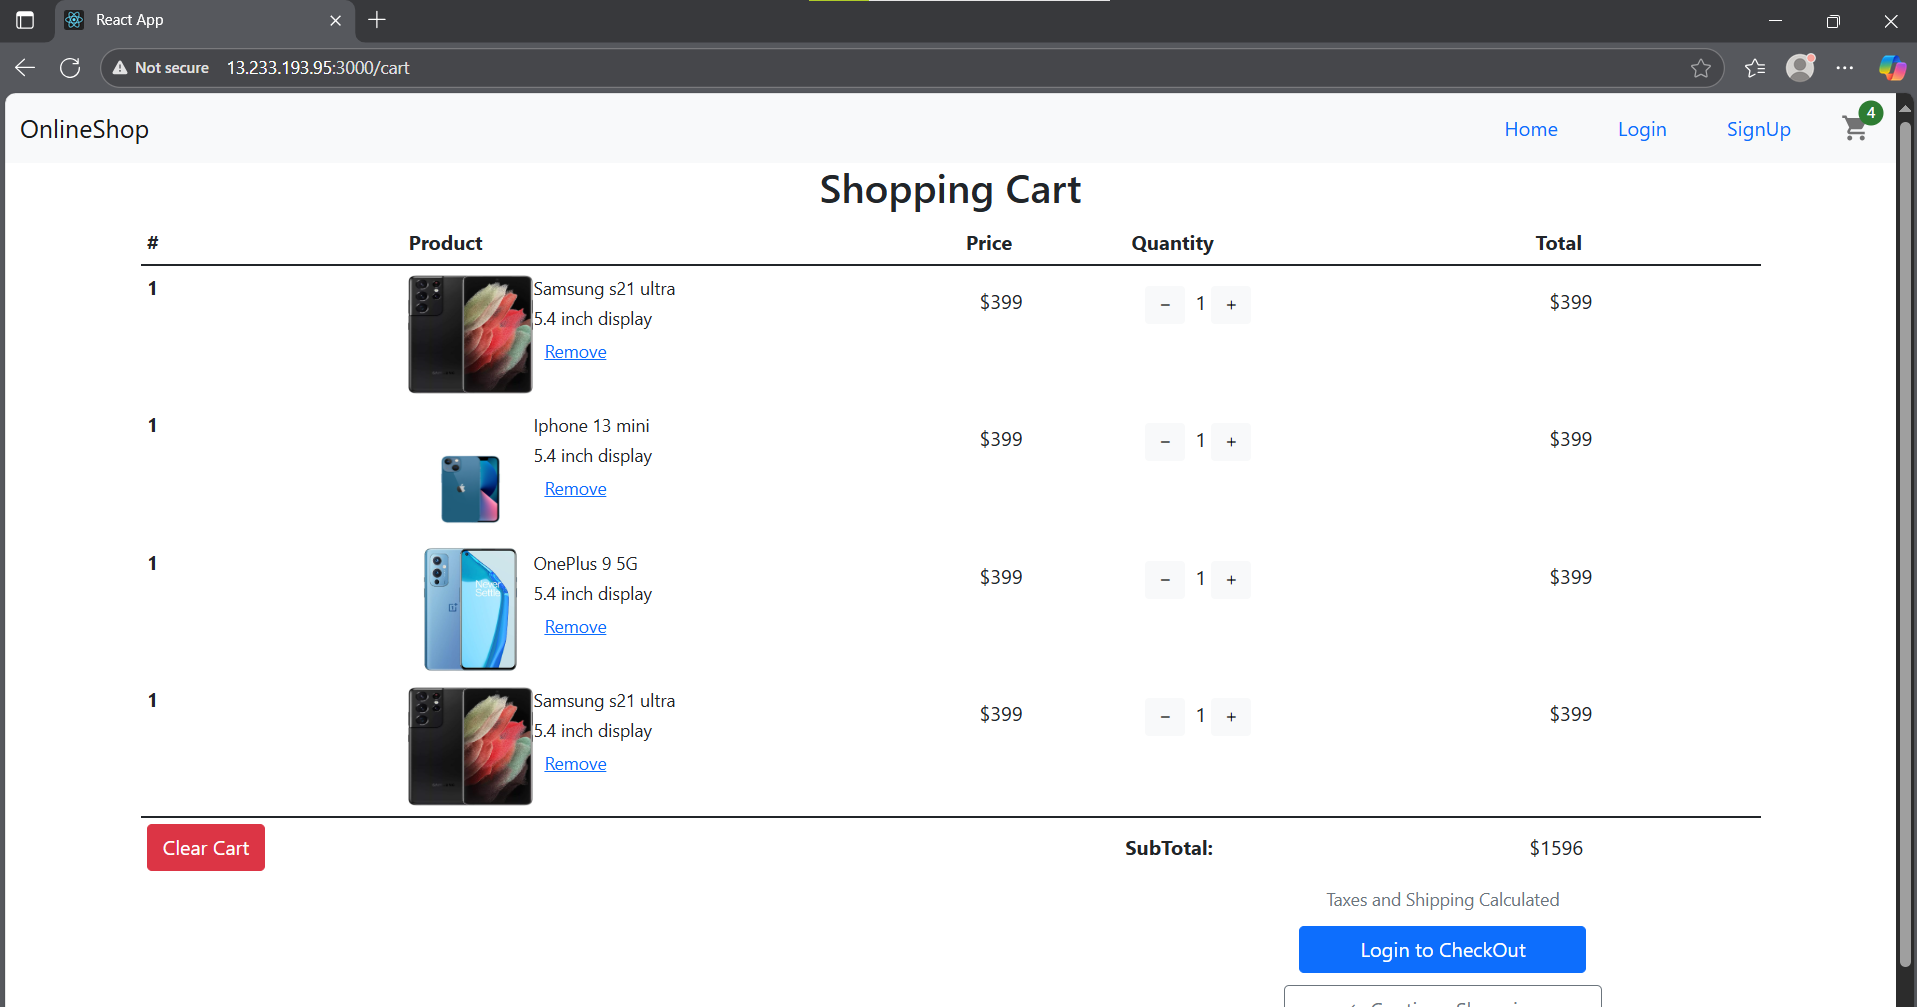 React App
Not secure 13.233.193.95:3000/cart
OnlineShop Home Login SignUp 4
Shopping Cart
# Product Price Quantity Total
1 Samsung s21 ultra $399 − 1 + $399
5.4 inch display
Remove
1 Iphone 13 mini $399 − 1 + $399
5.4 inch display
Remove
1 OnePlus 9 5G $399 − 1 + $399
5.4 inch display
Remove
Never
Settle
1 Samsung s21 ultra $399 − 1 + $399
5.4 inch display
Remove
Clear Cart SubTotal: $1596
Taxes and Shipping Calculated
Login to CheckOut